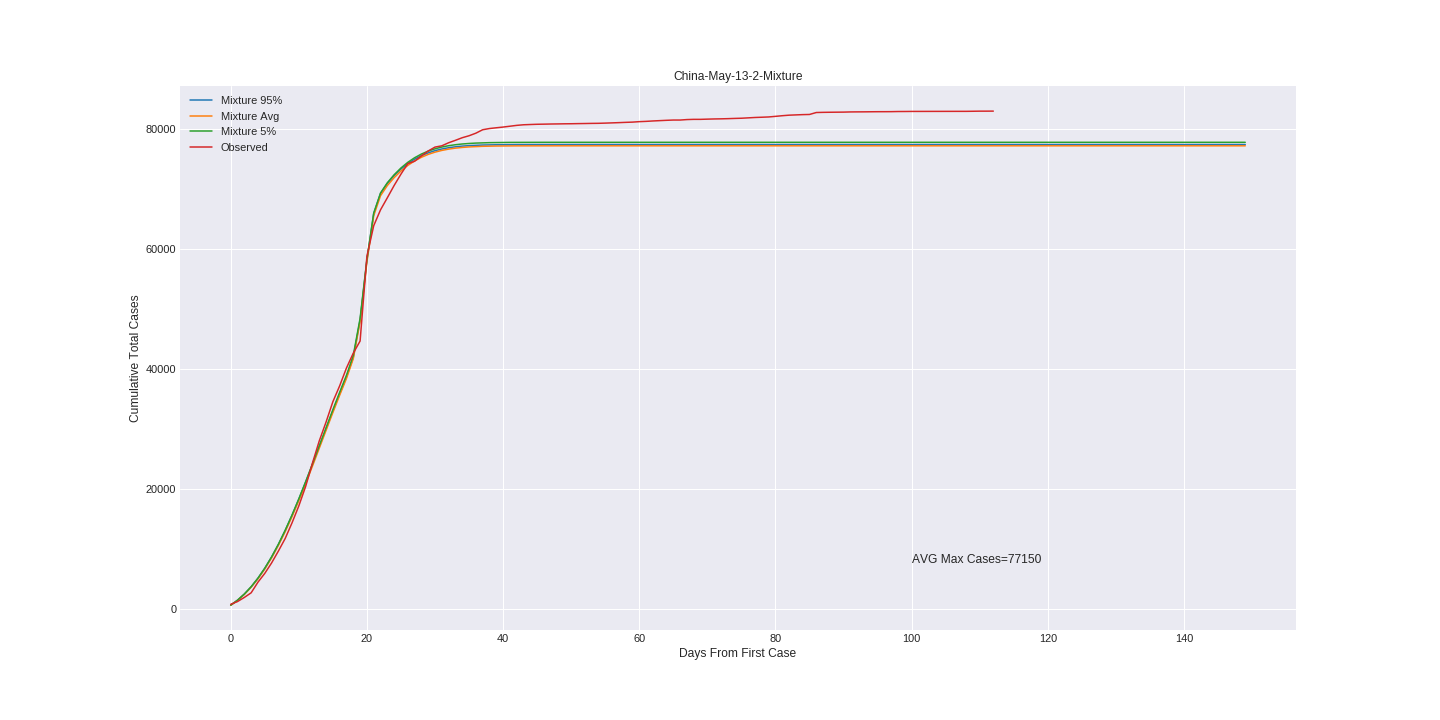 China-May-13-2-Mixture
Mixture 95%
Mixture Avg
Mixture 5%
Observed
80000
60000
40000
20000
0
Cumulative Total Cases
AVG Max Cases=77150
0 20 40 60 80 100 120 140
Days From First Case